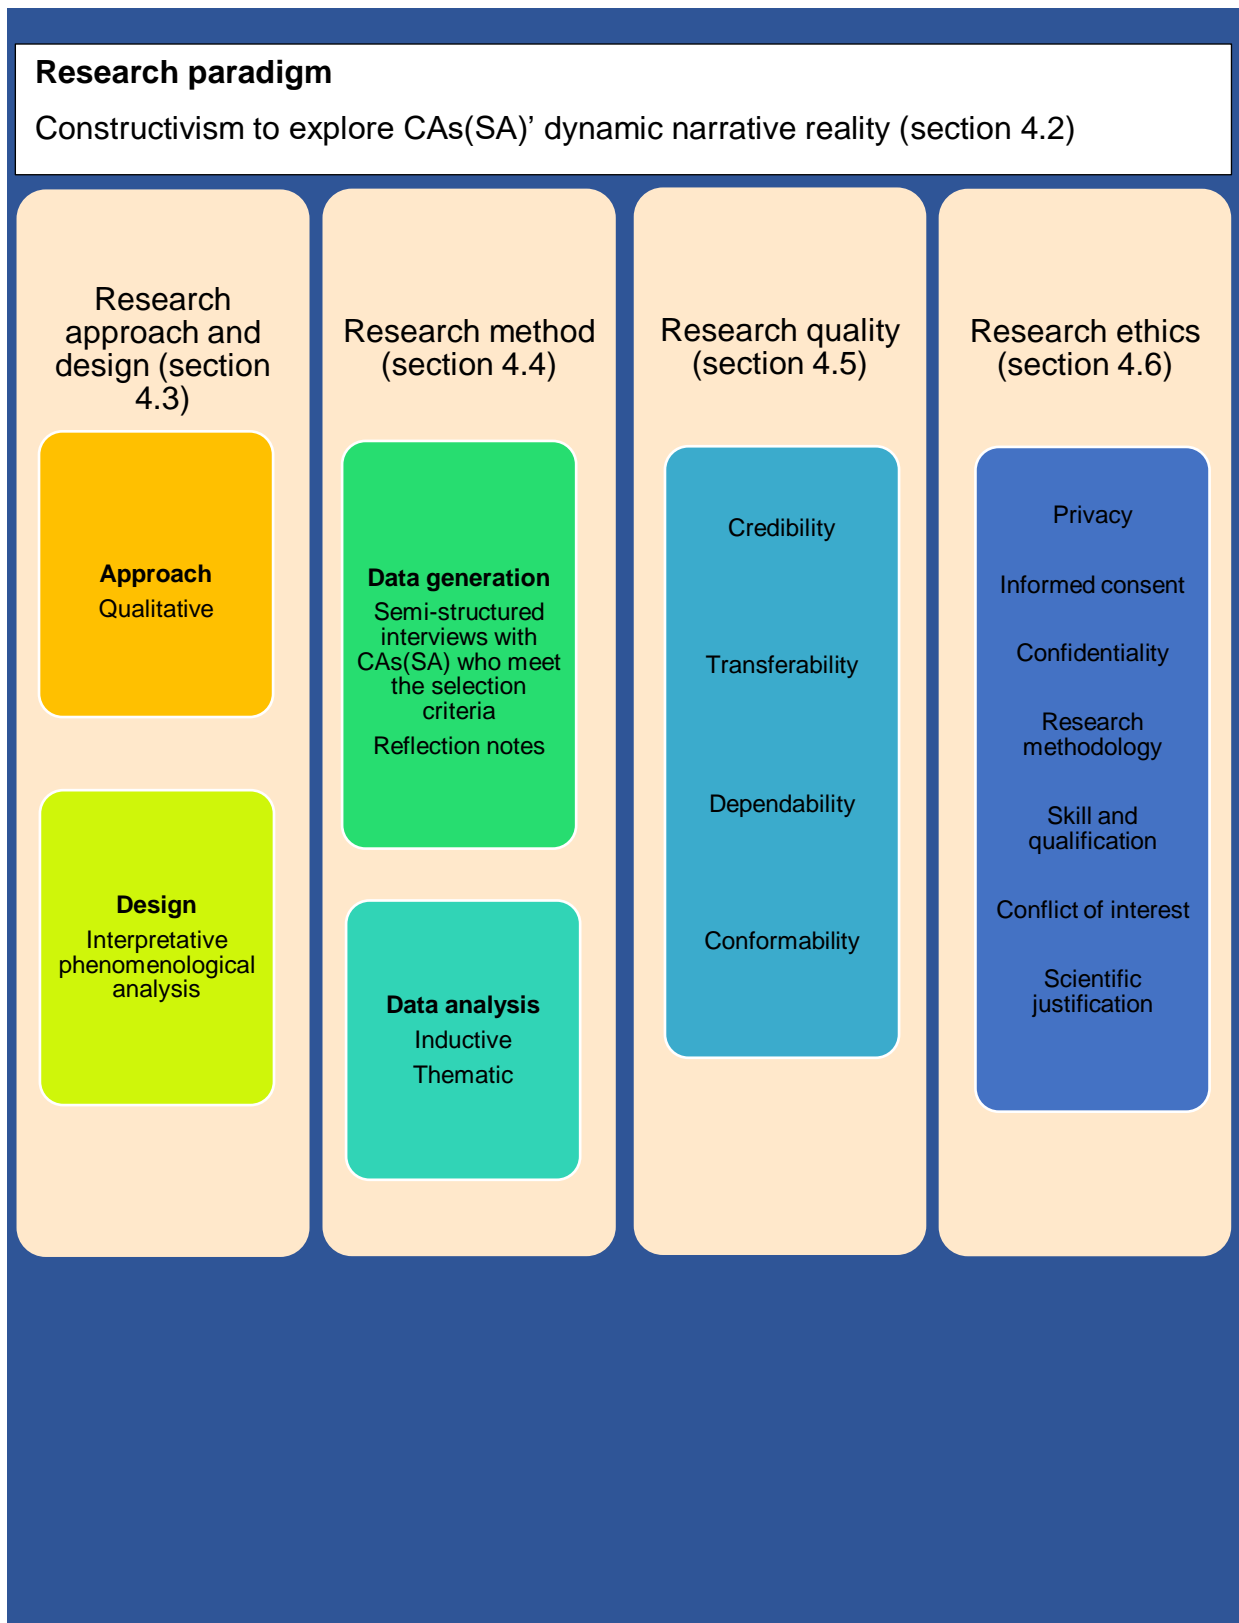 Research paradigm
Constructivism to explore CAs(SA)’ dynamic narrative reality (section 4.2)
Research
approach and
design (section
4.3)
Approach
Qualitative
Design
Interpretative
phenomenological
analysis
Research method
(section 4.4)
Data generation
Semi-structured
interviews with
CAs(SA) who meet
the selection
criteria
Reflection notes
Data analysis
Inductive
Thematic
Research quality
(section 4.5)
Credibility
Transferability
Dependability
Conformability
Research ethics
(section 4.6)
Privacy
Informed consent
Confidentiality
Research
methodology
Skill and
qualification
Conflict of interest
Scientific
justification